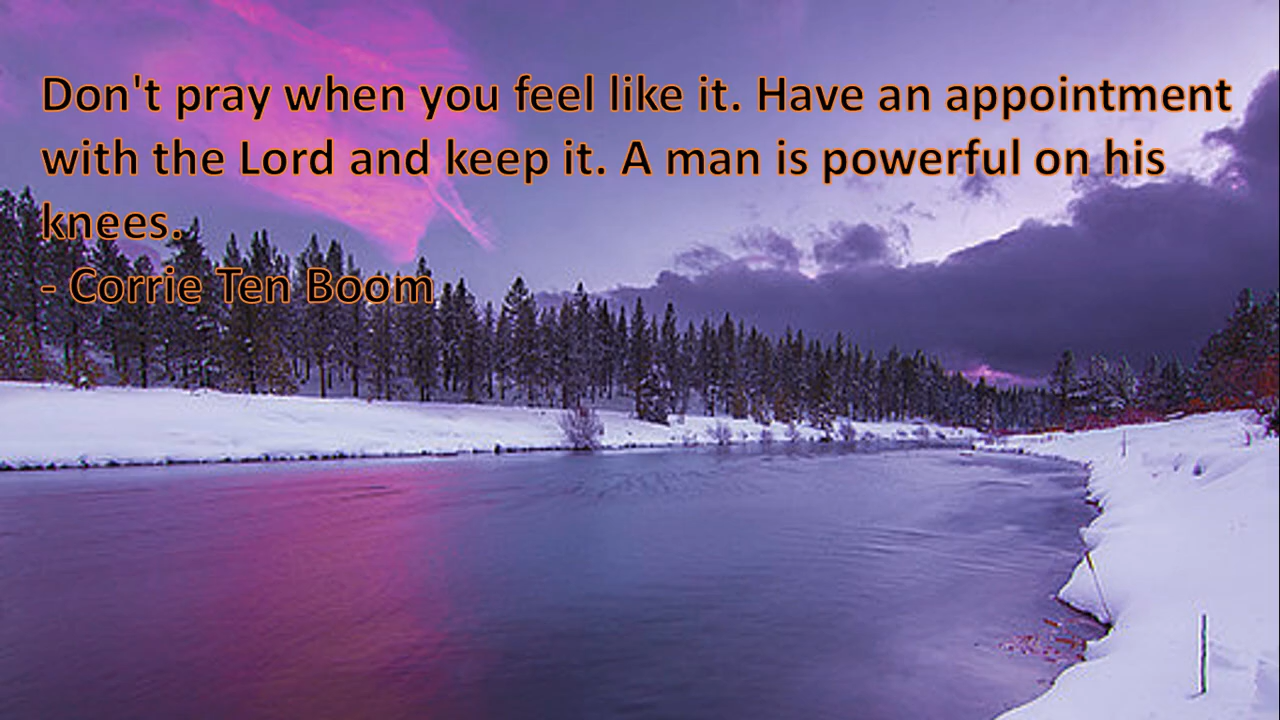 Don't pray when you feel like it. Have an appointment
with the Lord and keep it. A man is powerful on his
knees.
- Corrie Ten Boom